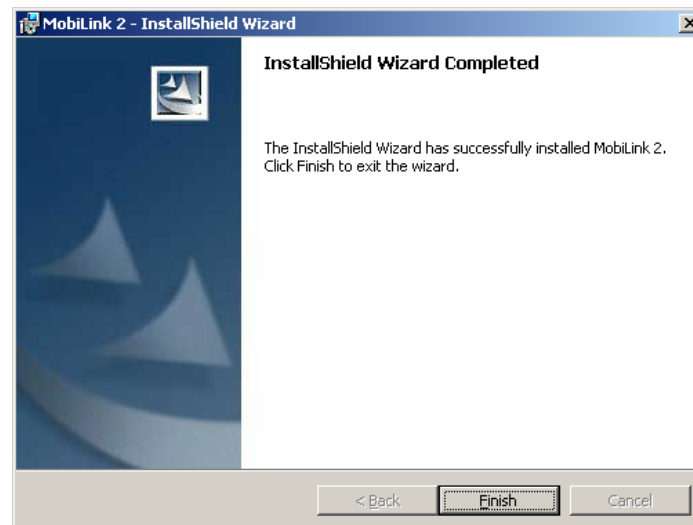 MobiLink 2 - InstallShield Wizard
InstallShield Wizard Completed
The InstallShield Wizard has successfully installed MobiLink 2.
Click Finish to exit the wizard.
< Back
Finish
Cancel